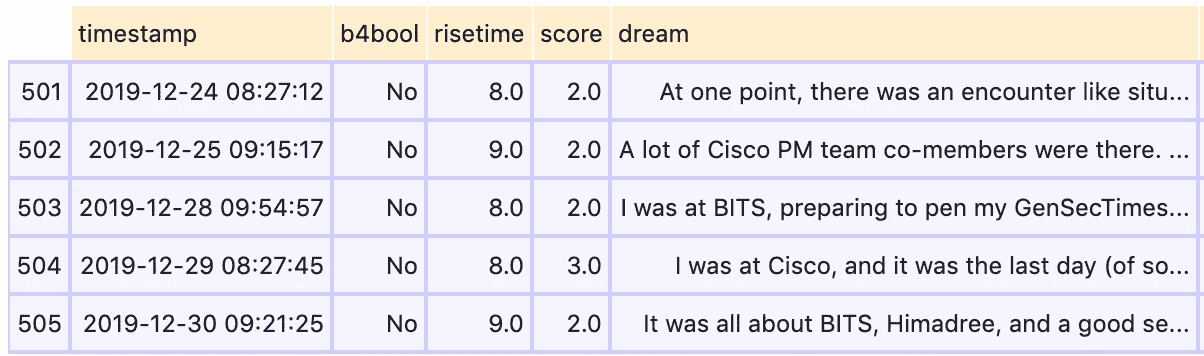 timestamp b4bool risetime score dream
501 2019-12-24 08:27:12 No 8.0 2.0 At one point, there was an encounter like situ...
502 2019-12-25 09:15:17 No 9.0 2.0 A lot of Cisco PM team co-members were there. ...
503 2019-12-28 09:54:57 No 8.0 2.0 I was at BITS, preparing to pen my GenSecTimes...
504 2019-12-29 08:27:45 No 8.0 3.0 I was at Cisco, and it was the last day (of so...
505 2019-12-30 09:21:25 No 9.0 2.0 It was all about BITS, Himadree, and a good se...